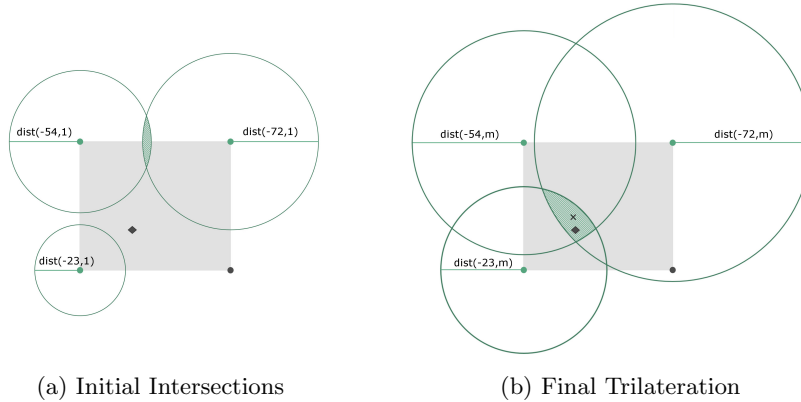 dist(-54,1)
dist(-72,1)
dist(-23,1)
dist(-54,m)
dist(-72,m)
dist(-23,m)
(a) Initial Intersections
(b) Final Trilateration